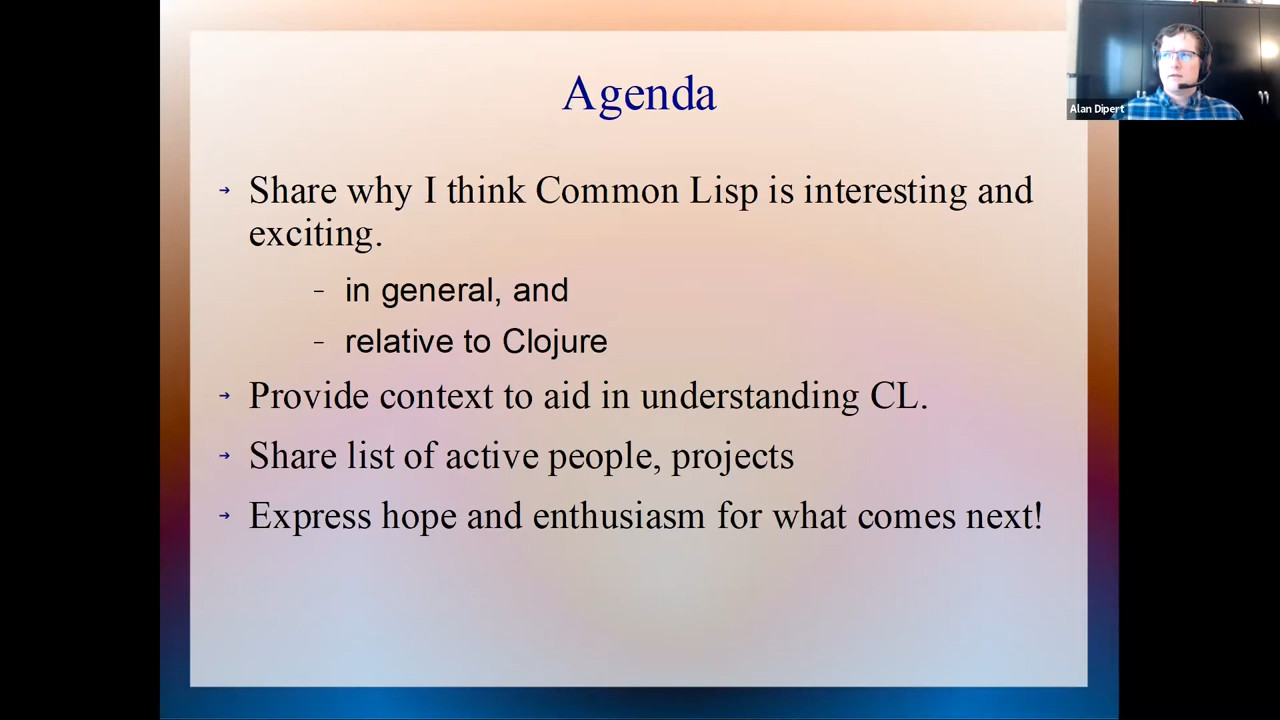 Agenda
Alan Dipert
→ Share why I think Common Lisp is interesting and
exciting.
– in general, and
– relative to Clojure
→ Provide context to aid in understanding CL.
→ Share list of active people, projects
→ Express hope and enthusiasm for what comes next!